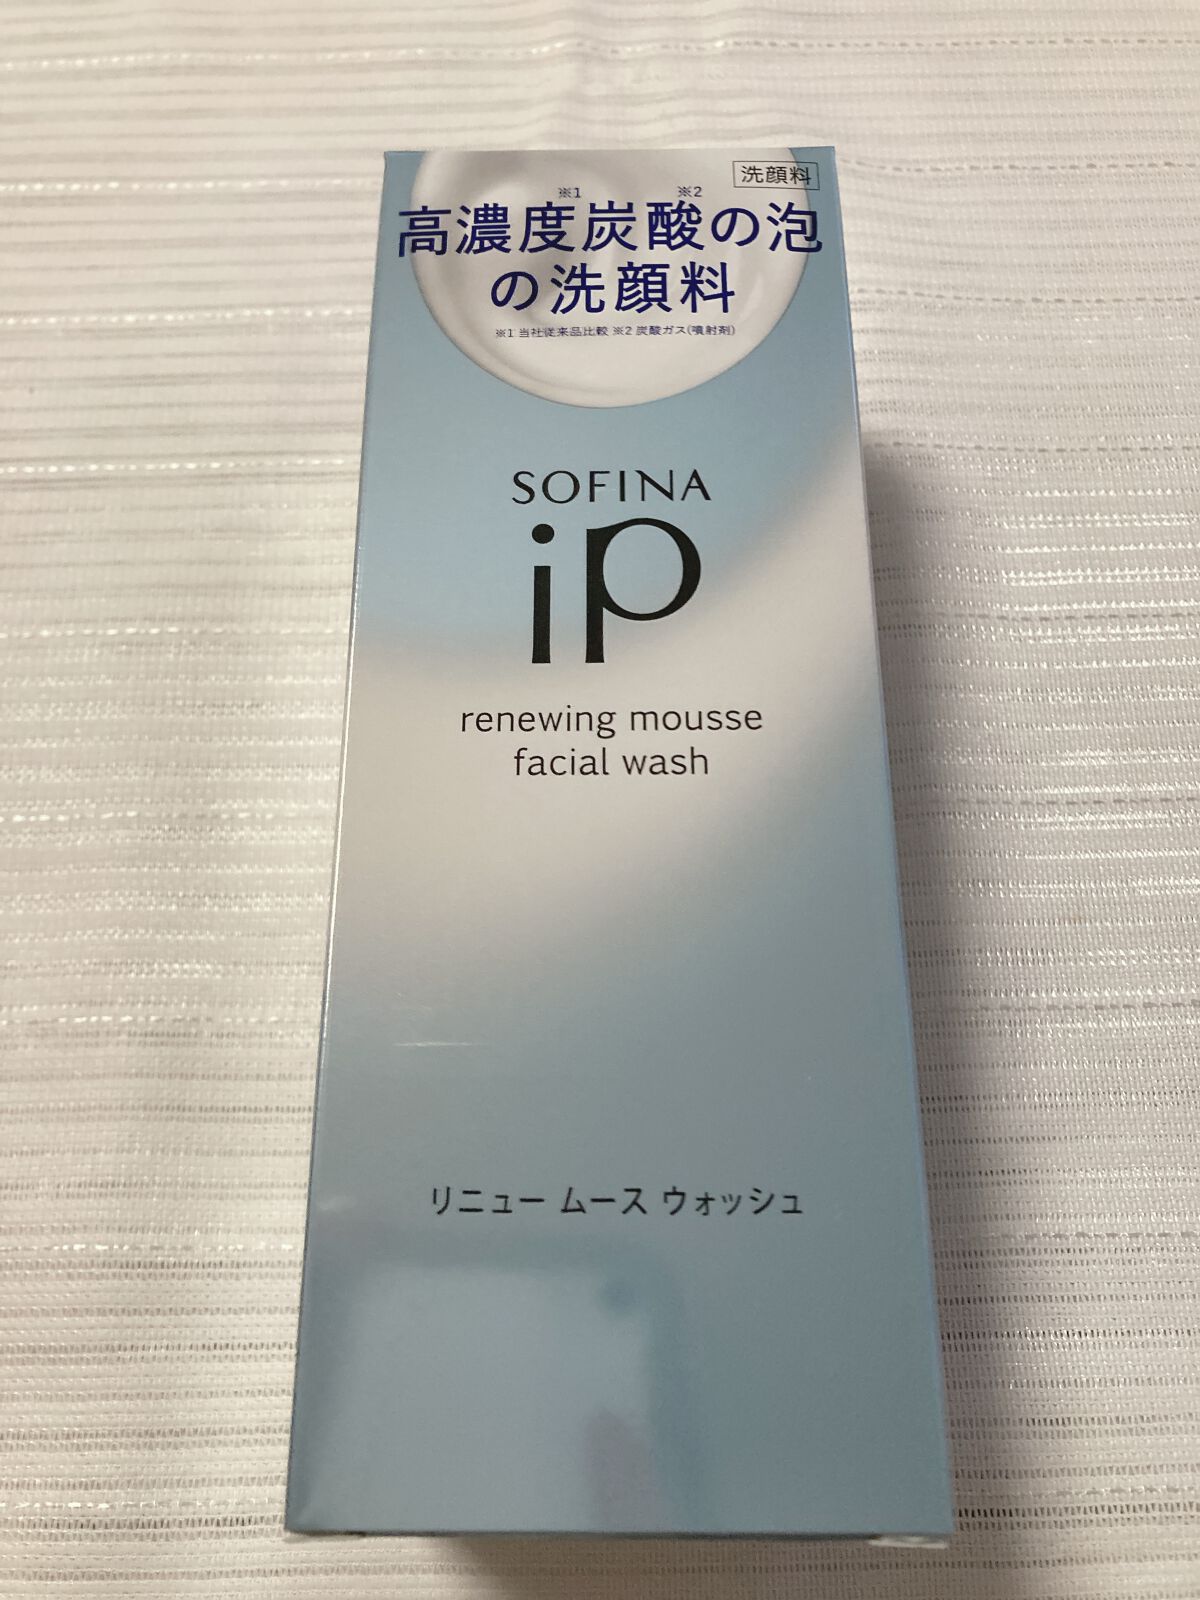 洗顔料
※1 ※2
高濃度炭酸の泡
の洗顔料
※1 当社従来品比較 ※2 炭酸ガス(噴射剤)
SOFINA
iP
renewing mousse
facial wash
リニュー ムース ウォッシュ